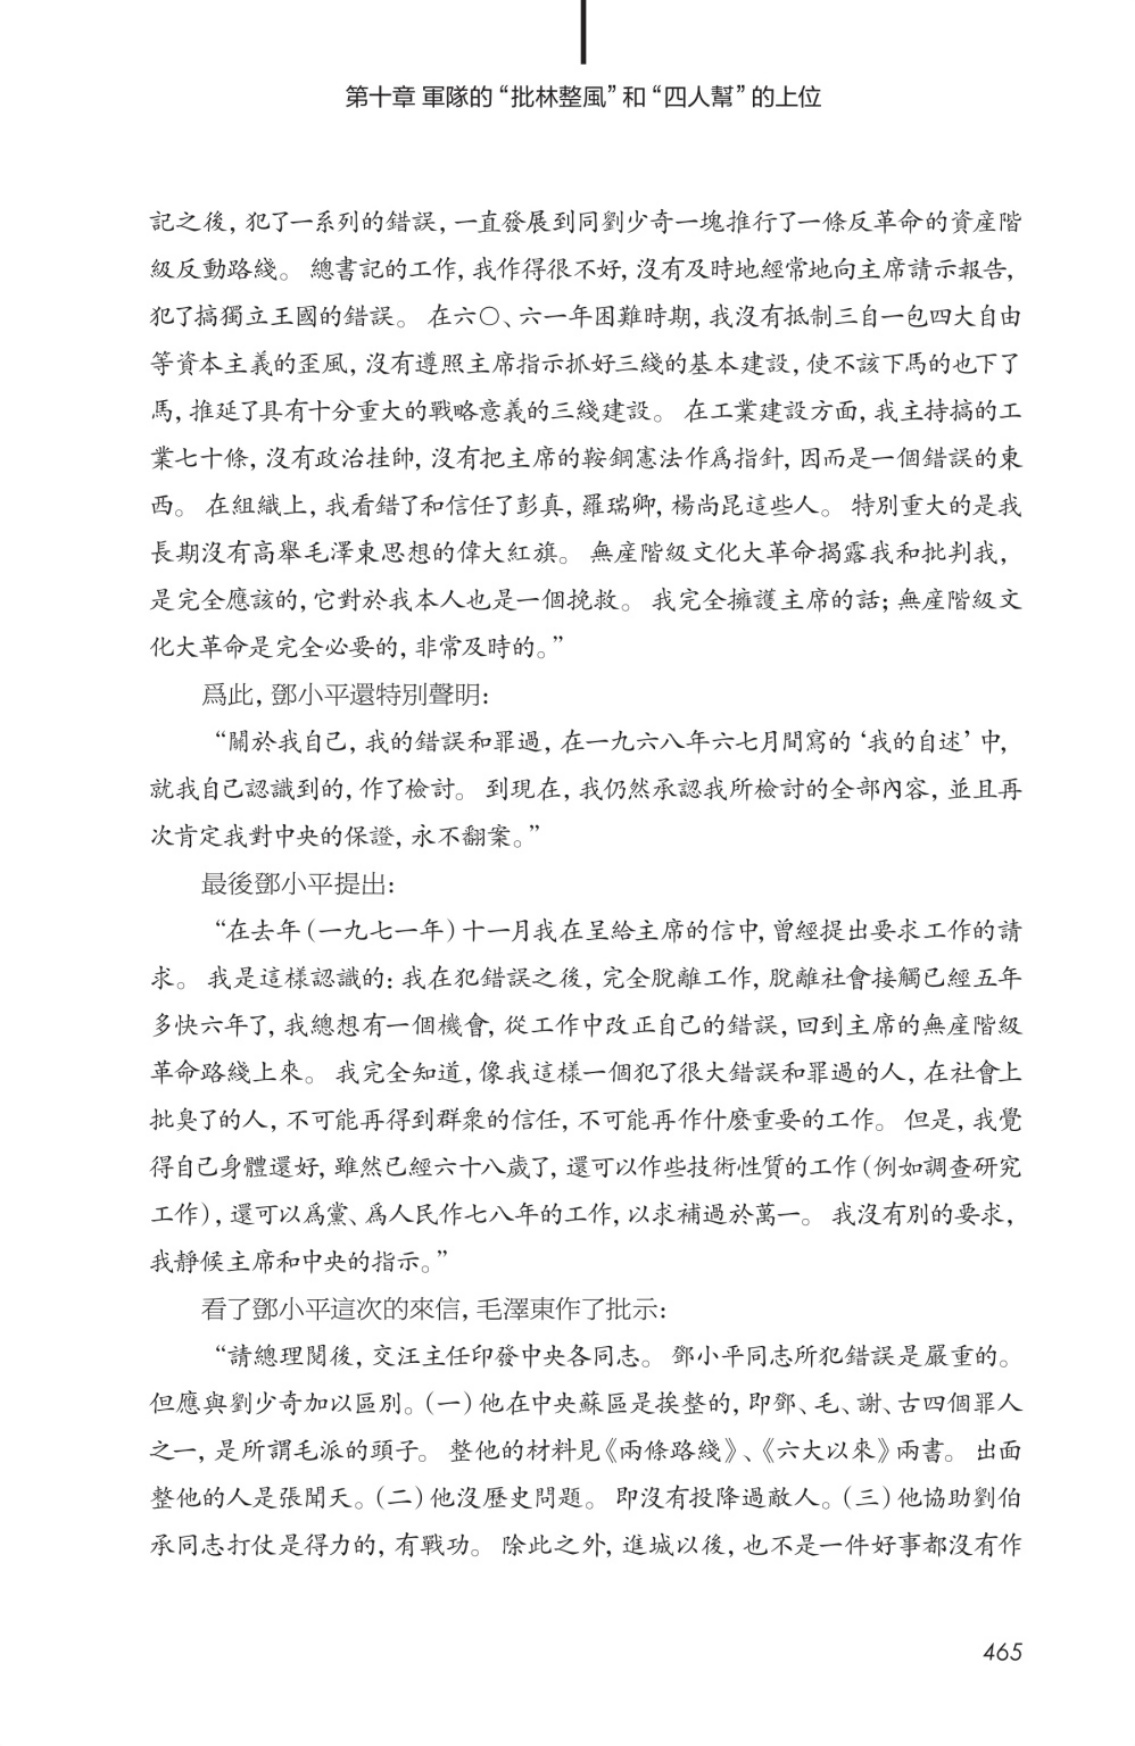 第十章 軍隊的 “批林整風” 和 “四人幫” 的上位
記之後, 犯了一系列的錯誤, 一直發展到同劉少奇一塊推行了一條反革命的資産階
級反動路綫。 總書記的工作, 我作得很不好, 沒有及時地經常地向主席請示報告,
犯了搞獨立王國的錯誤。 在六〇、六一年困難時期, 我沒有抵制三自一包四大自由
等資本主義的歪風, 沒有遵照主席指示抓好三綫的基本建設, 使不該下馬的也下了
馬, 推延了具有十分重大的戰略意義的三綫建設。 在工業建設方面, 我主持搞的工
業七十條, 沒有政治挂帥, 沒有把主席的鞍鋼憲法作爲指針, 因而是一個錯誤的東
西。 在組織上, 我看錯了和信任了彭真, 羅瑞卿, 楊尚昆這些人。 特別重大的是我
長期沒有高舉毛澤東思想的偉大紅旗。 無産階級文化大革命揭露我和批判我,
是完全應該的, 它對於我本人也是一個挽救。 我完全擁護主席的話; 無産階級文
化大革命是完全必要的, 非常及時的。”
爲此, 鄧小平還特別聲明:
“關於我自己, 我的錯誤和罪過, 在一九六八年六七月間寫的 ‘我的自述’ 中,
就我自己認識到的, 作了檢討。 到現在, 我仍然承認我所檢討的全部內容, 並且再
次肯定我對中央的保證, 永不翻案。”
最後鄧小平提出:
“在去年 (一九七一年) 十一月我在呈給主席的信中, 曾經提出要求工作的請
求。 我是這樣認識的: 我在犯錯誤之後, 完全脫離工作, 脫離社會接觸已經五年
多快六年了, 我總想有一個機會, 從工作中改正自己的錯誤, 回到主席的無産階級
革命路綫上來。 我完全知道, 像我這樣一個犯了很大錯誤和罪過的人, 在社會上
批臭了的人, 不可能再得到群衆的信任, 不可能再作什麼重要的工作。 但是, 我覺
得自己身體還好, 雖然已經六十八歲了, 還可以作些技術性質的工作 (例如調查研究
工作), 還可以爲黨、爲人民作七八年的工作, 以求補過於萬一。 我沒有別的要求,
我靜候主席和中央的指示。”
看了鄧小平這次的來信, 毛澤東作了批示:
“請總理閱後, 交汪主任印發中央各同志。 鄧小平同志所犯錯誤是嚴重的。
但應與劉少奇加以區別。(一) 他在中央蘇區是挨整的, 即鄧、毛、謝、古四個罪人
之一, 是所謂毛派的頭子。 整他的材料見《兩條路綫》、《六大以來》兩書。 出面
整他的人是張聞天。(二) 他沒歷史問題。 即沒有投降過敵人。(三) 他協助劉伯
承同志打仗是得力的, 有戰功。 除此之外, 進城以後, 也不是一件好事都沒有作
465